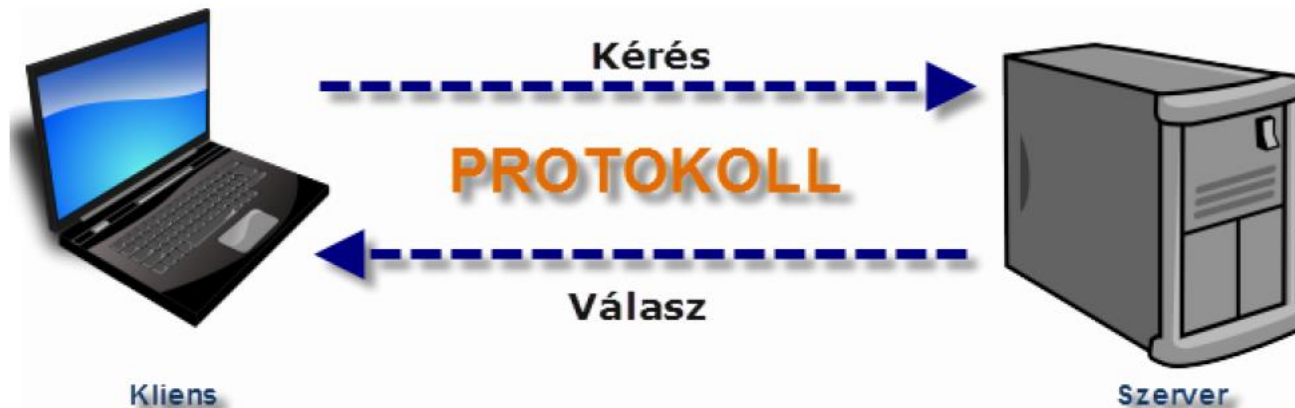 Kérés
PROTOKOLL
Válasz
Kliens
Szerver